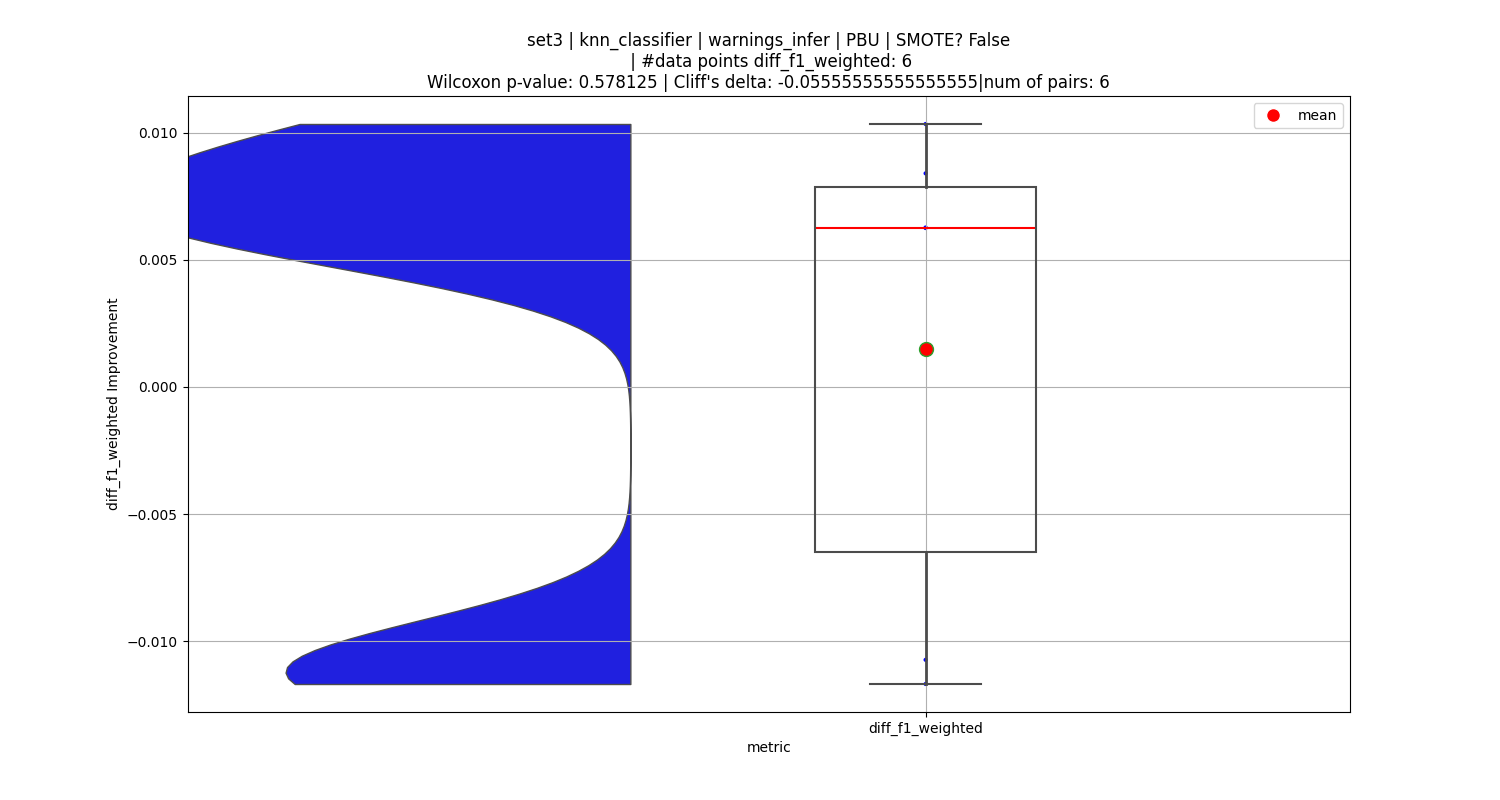 set3 | knn_classifier | warnings_infer | PBU | SMOTE? False
| #data points diff_f1_weighted: 6
Wilcoxon p-value: 0.578125 | Cliff's delta: -0.05555555555555555|num of pairs: 6
mean
0.010
0.005
0.000
−0.005
−0.010
diff_f1_weighted Improvement
diff_f1_weighted
metric